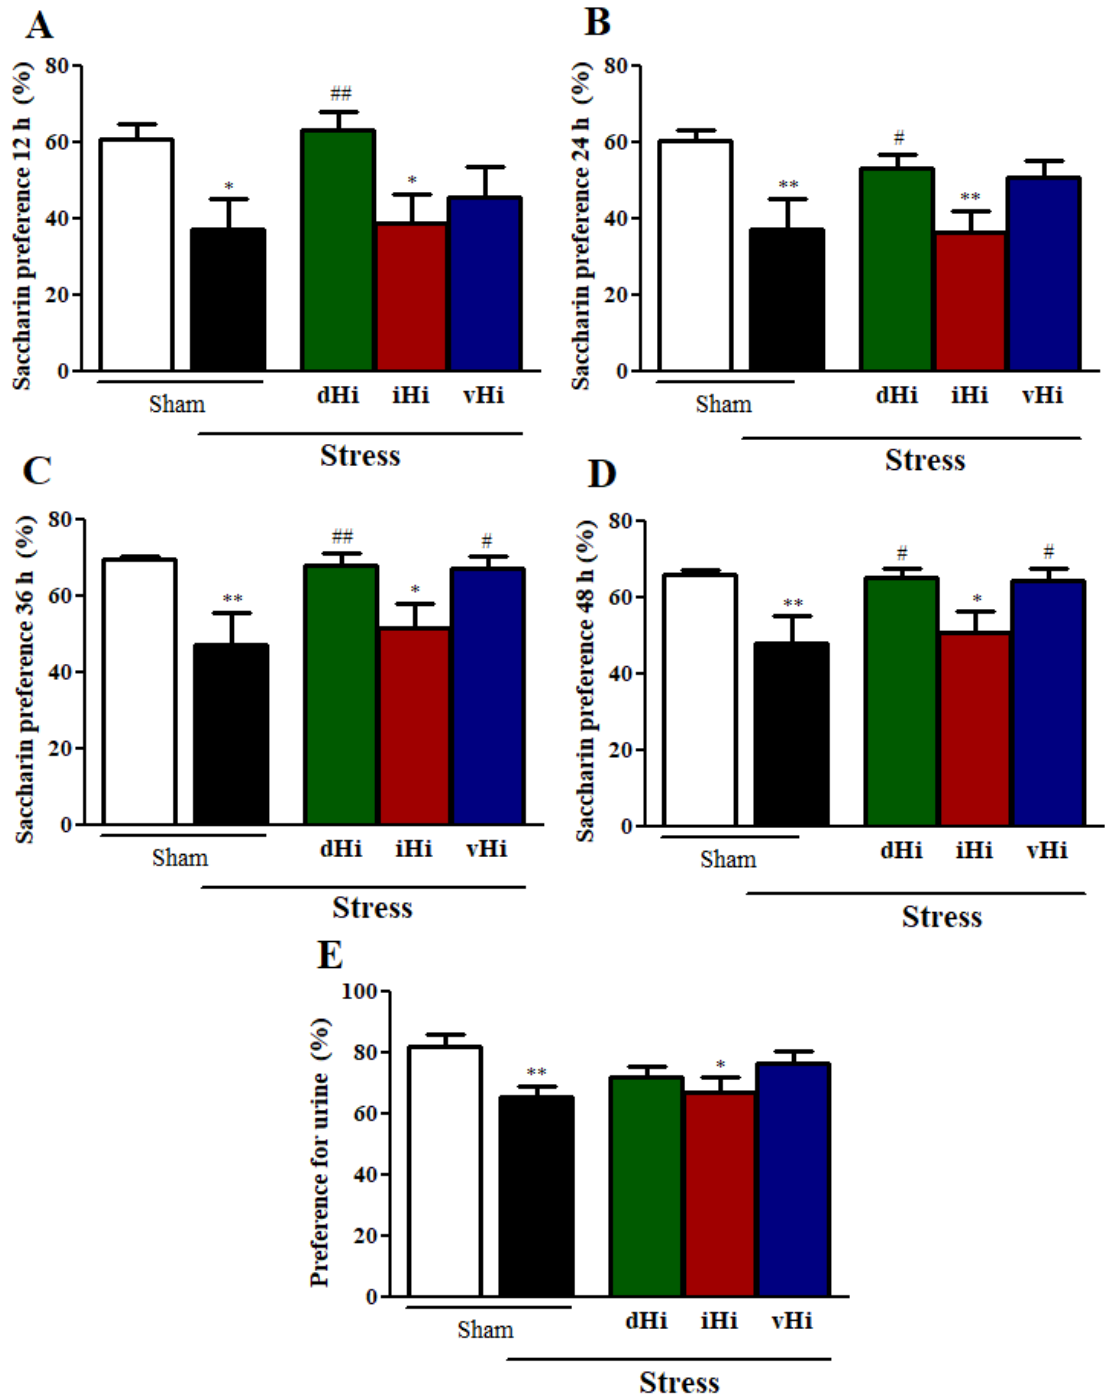 A
Saccharin preference 12 h (%)
80
60
40
20
0
*
##
*
dHi iHi vHi
Sham
Stress
B
Saccharin preference 24 h (%)
80
60
40
20
0
**
#
**
dHi iHi vHi
Sham
Stress
C
Saccharin preference 36 h (%)
80
60
40
20
0
**
##
*
#
dHi iHi vHi
Sham
Stress
D
Saccharin preference 48 h (%)
80
60
40
20
0
**
#
*
#
dHi iHi vHi
Sham
Stress
E
Preference for urine (%)
100
80
60
40
20
0
**
*
dHi iHi vHi
Sham
Stress